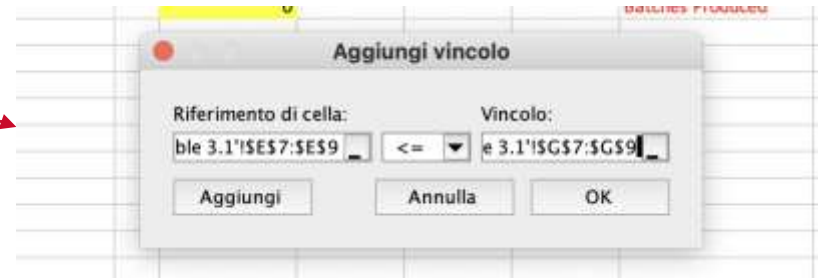 0
Batches Produced
Aggiungi vincolo
Riferimento di cella: Vincolo:
ble 3.1'!$E$7:$E$9 _ <= e 3.1'!$G$7:$G$9 _
Aggiungi Annulla OK